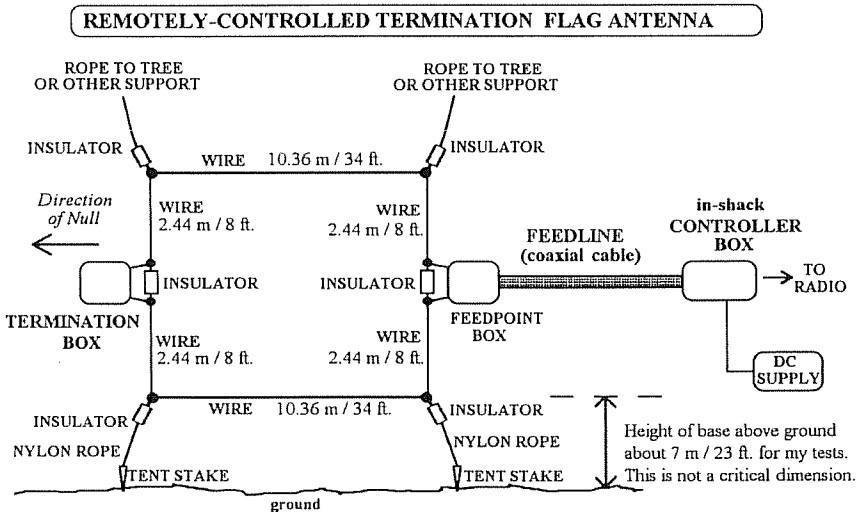 REMOTELY-CONTROLLED TERMINATION FLAG ANTENNA
ROPE TO TREE
OR OTHER SUPPORT
ROPE TO TREE
OR OTHER SUPPORT
INSULATOR
WIRE 10.36 m / 34 ft.
INSULATOR
Direction
of Null
WIRE
2.44 m / 8 ft.
WIRE
2.44 m / 8 ft.
in-shack
CONTROLLER
BOX
FEEDLINE
(coaxial cable)
INSULATOR
INSULATOR
TO
RADIO
TERMINATION
BOX
FEEDPOINT
BOX
WIRE
2.44 m / 8 ft.
WIRE
2.44 m / 8 ft.
DC
SUPPLY
INSULATOR
WIRE 10.36 m / 34 ft.
INSULATOR
NYLON ROPE
NYLON ROPE
Height of base above ground
about 7 m / 23 ft. for my tests.
This is not a critical dimension.
TENT STAKE
TENT STAKE
ground